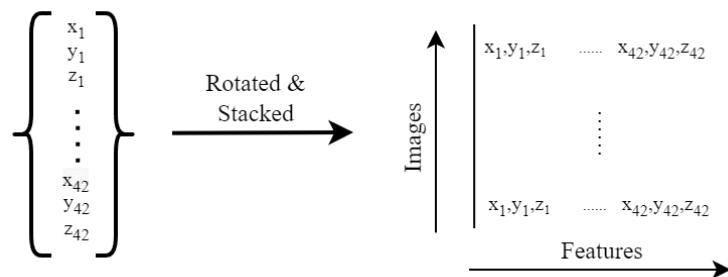 x₁
y₁
z₁
⋮
x₄₂
y₄₂
z₄₂
Rotated &
Stacked
Images
x₁,y₁,z₁ ...... x₄₂,y₄₂,z₄₂
⋮
x₁,y₁,z₁ ...... x₄₂,y₄₂,z₄₂
Features